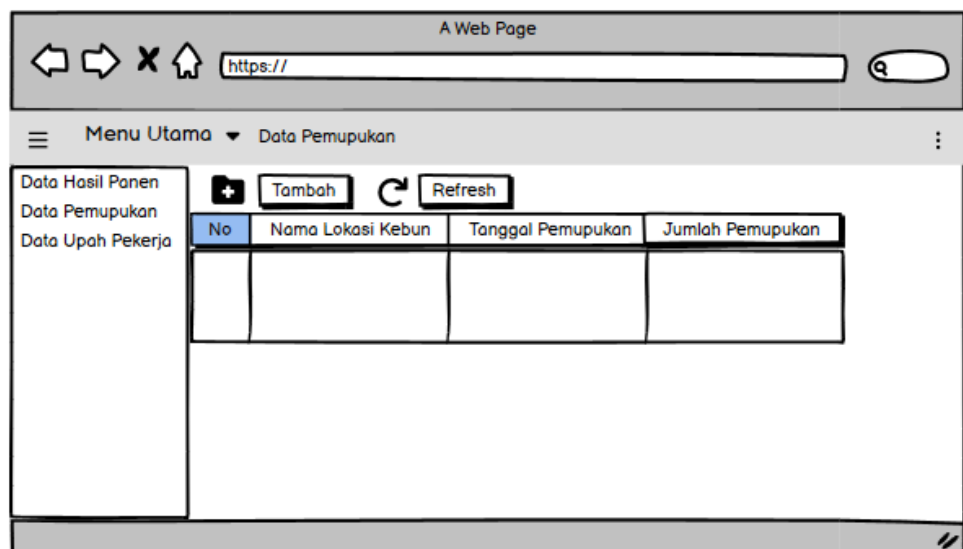 A Web Page
https://
Menu Utama Data Pemupukan
Data Hasil Panen
Data Pemupukan
Data Upah Pekerja
Tambah Refresh
No Nama Lokasi Kebun Tanggal Pemupukan Jumlah Pemupukan